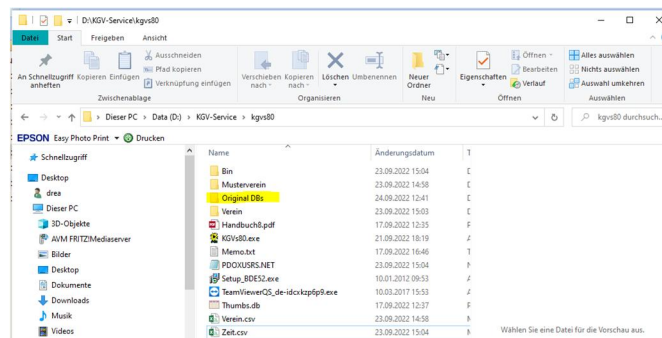 D:\KGV-Service\kgvs80
Datei Start Freigeben Ansicht
An Schnellzugriff anheften
Kopieren
Einfügen
Ausschneiden
Pfad kopieren
Verknüpfung einfügen
Zwischenablage
Verschieben nach
Kopieren nach
Löschen
Umbenennen
Organisieren
Neuer Ordner
Neu
Eigenschaften
Öffnen
Bearbeiten
Verlauf
Öffnen
Alles auswählen
Nichts auswählen
Auswahl umkehren
Auswählen
Dieser PC > Data (D:) > KGV-Service > kgvs80
kgvs80 durchsuch...
EPSON Easy Photo Print Drucken
Schnellzugriff
Desktop
drea
Dieser PC
3D-Objekte
AVM FRITZ!Mediaserver
Bilder
Desktop
Dokumente
Downloads
Musik
Videos
Name Änderungsdatum
Bin 23.09.2022 15:04
Musterverein 23.09.2022 14:58
Original DBs 24.09.2022 12:41
Verein 23.09.2022 15:03
Handbuch8.pdf 17.09.2022 12:35
KGVs80.exe 21.09.2022 18:19
Memo.txt 17.09.2022 16:46
PDOXUSRS.NET 23.09.2022 15:04
Setup_BDE52.exe 10.01.2012 09:53
TeamViewerQS_de-idcxkzp6p9.exe 10.03.2017 15:53
Thumbs.db 17.09.2022 12:37
Verein.csv 23.09.2022 14:58
Zeit.csv 23.09.2022 15:04
Wählen Sie eine Datei für die Vorschau aus.